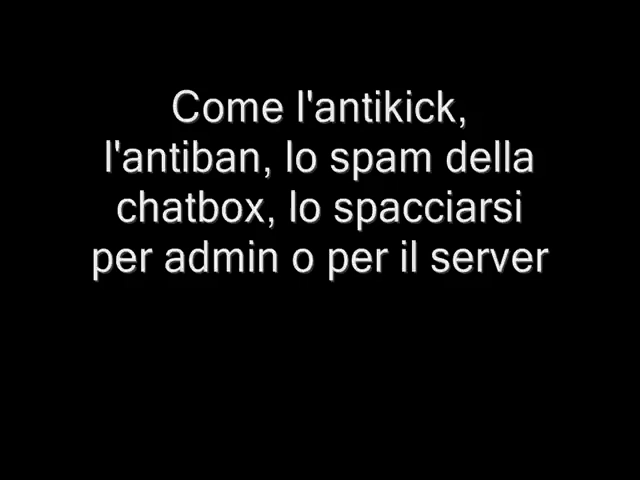 Come l'antikick,
l'antiban, lo spam della
chatbox, lo spacciarsi
per admin o per il server